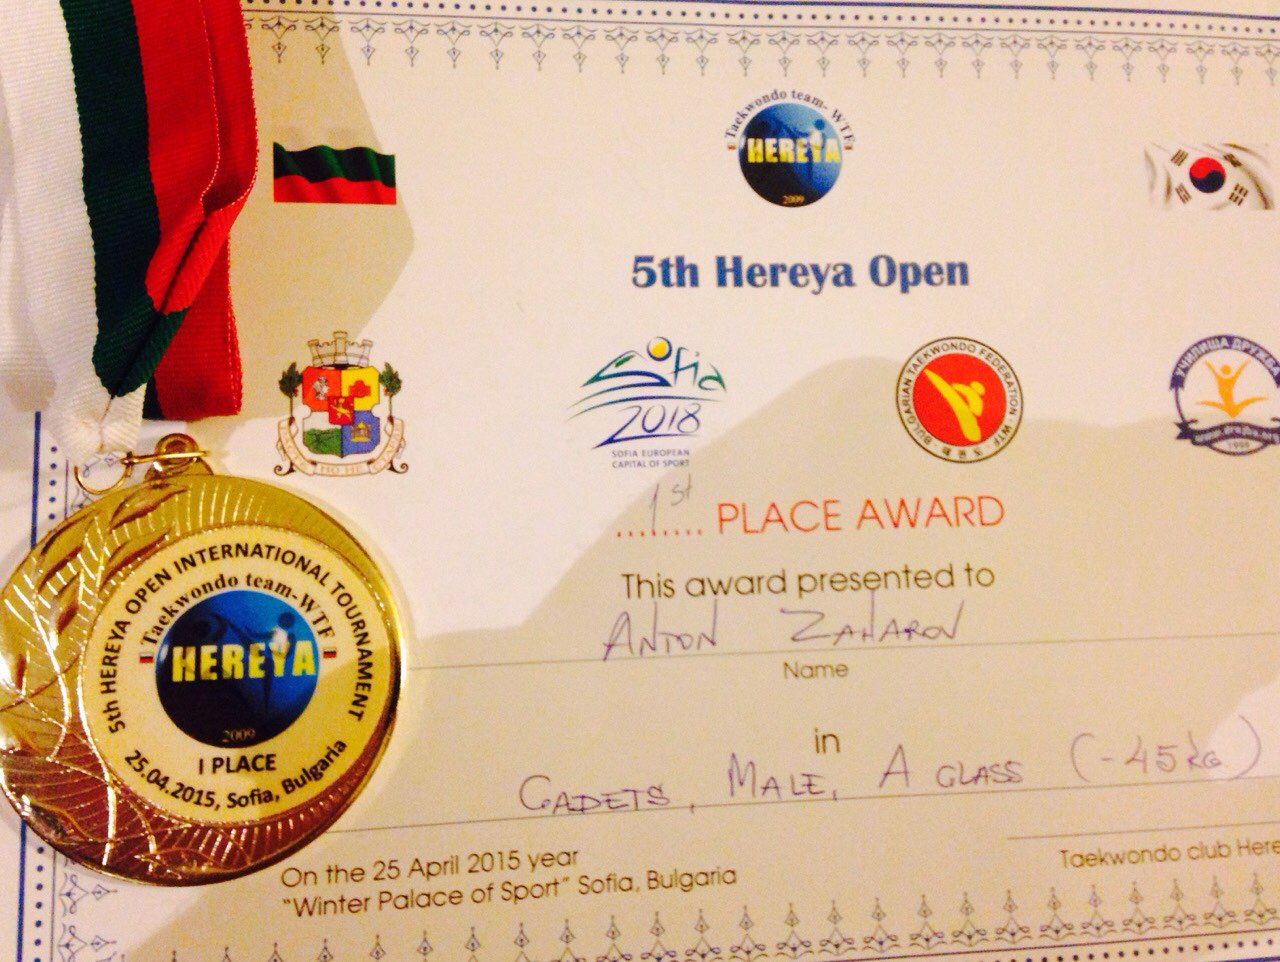 Taekwondo team- WTF
HEREYA
2009
5th Hereya Open
Sofia
2018
SOFIA EUROPEAN
CAPITAL OF SPORT
BULGARIAN TAEKWONDO FEDERATION · WTF ·
УЧИЛИЩА ДРУЖБА
1st PLACE AWARD
This award presented to
ANTON ZAHAROV
Name
in
CADETS, MALE, A CLASS (-45kg)
On the 25 April 2015 year
"Winter Palace of Sport" Sofia, Bulgaria
Taekwondo club Here
5th HEREYA OPEN INTERNATIONAL TOURNAMENT
Taekwondo team-WTF
HEREYA
2009
I PLACE
25.04.2015, Sofia, Bulgaria